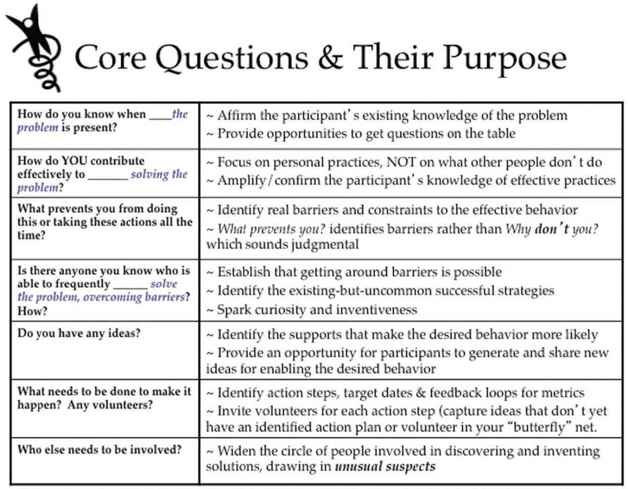 Core Questions & Their Purpose
How do you know when ____the
problem is present?
~ Affirm the participant's existing knowledge of the problem
~ Provide opportunities to get questions on the table
How do YOU contribute
effectively to _______ solving the
problem?
~ Focus on personal practices, NOT on what other people don't do
~ Amplify/confirm the participant's knowledge of effective practices
What prevents you from doing
this or taking these actions all the
time?
~ Identify real barriers and constraints to the effective behavior
~ What prevents you? identifies barriers rather than Why don't you?
which sounds judgmental
Is there anyone you know who is
able to frequently ______ solve
the problem, overcoming barriers?
How?
~ Establish that getting around barriers is possible
~ Identify the existing-but-uncommon successful strategies
~ Spark curiosity and inventiveness
Do you have any ideas?
~ Identify the supports that make the desired behavior more likely
~ Provide an opportunity for participants to generate and share new
ideas for enabling the desired behavior
What needs to be done to make it
happen? Any volunteers?
~ Identify action steps, target dates & feedback loops for metrics
~ Invite volunteers for each action step (capture ideas that don't yet
have an identified action plan or volunteer in your "butterfly" net.
Who else needs to be involved?
~ Widen the circle of people involved in discovering and inventing
solutions, drawing in unusual suspects